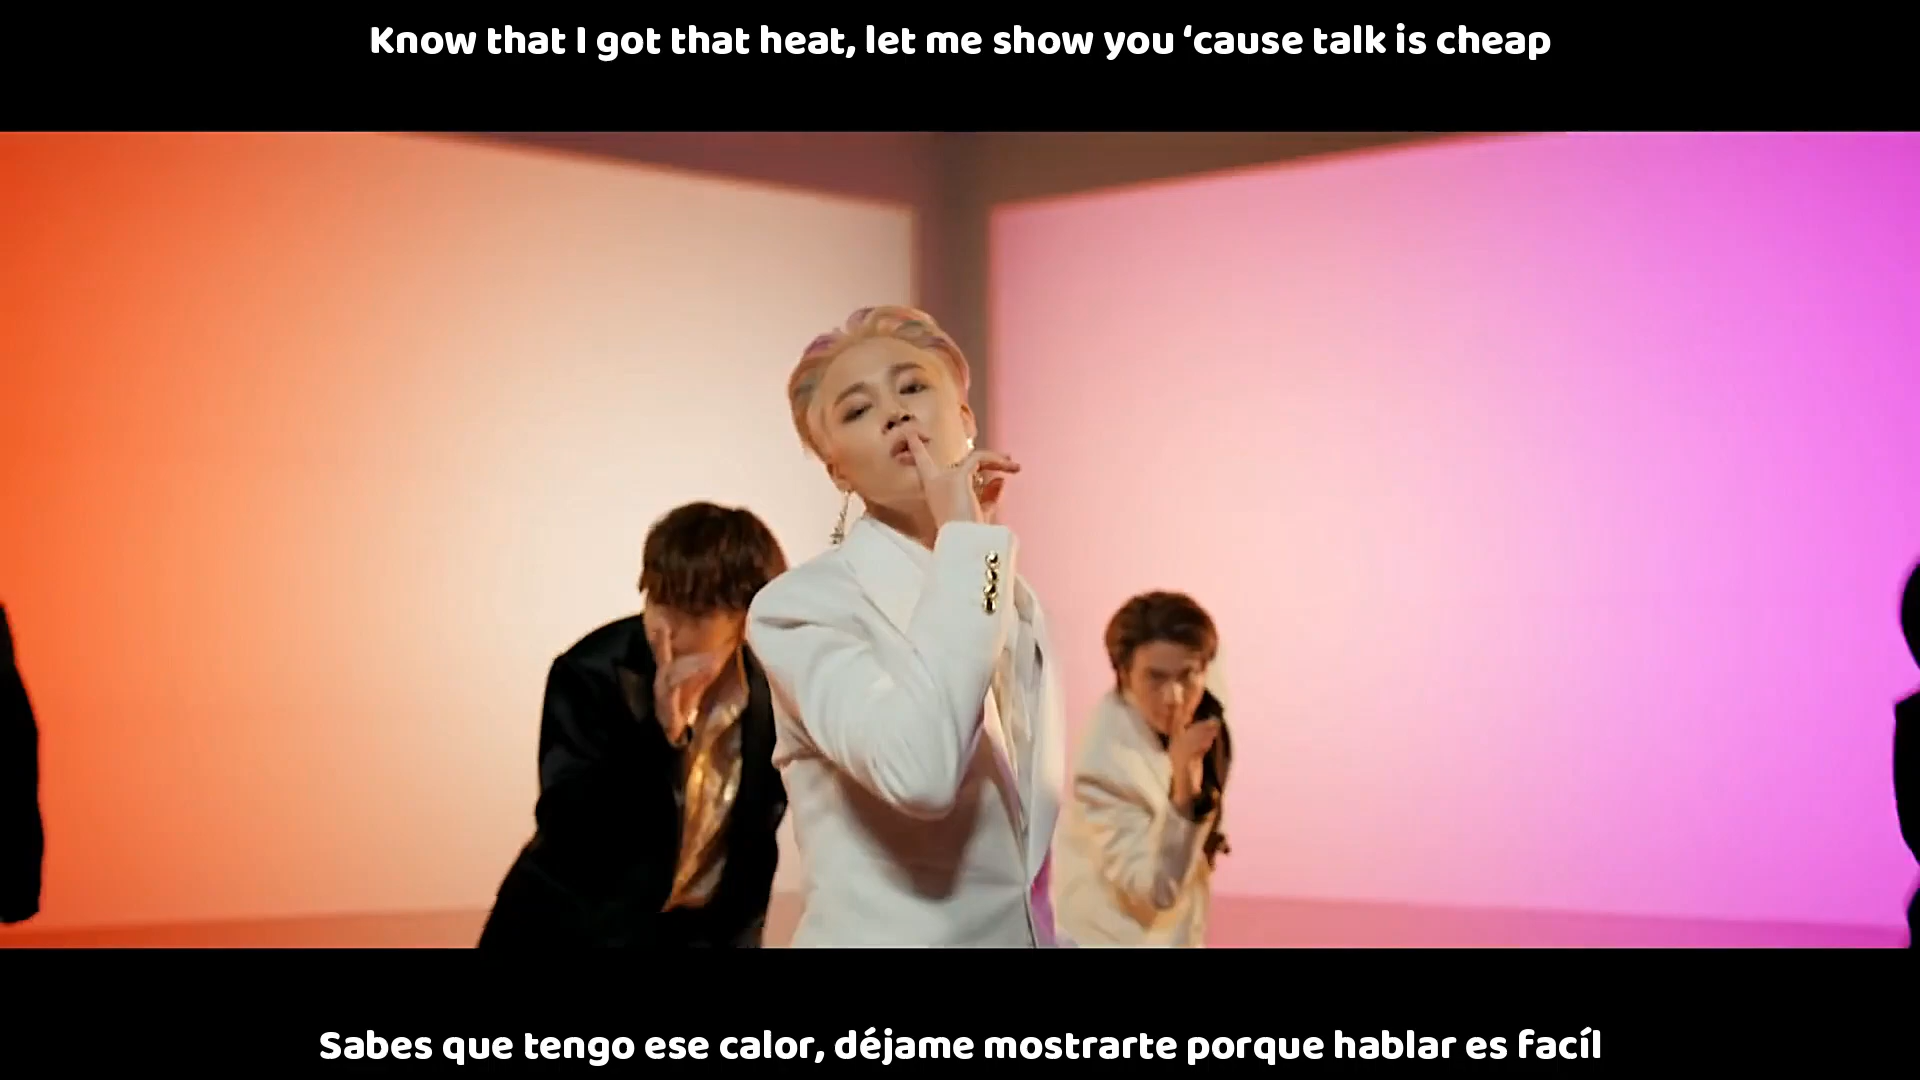 Know that I got that heat, let me show you ‘cause talk is cheap
Sabes que tengo ese calor, déjame mostrarte porque hablar es facíl